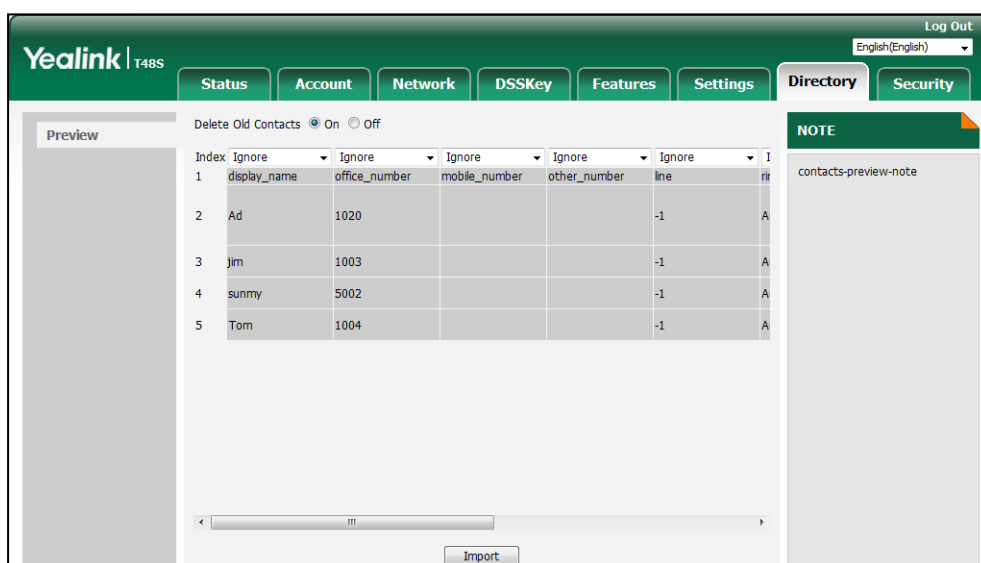 Log Out
Yealink | T48S
English(English)
Status Account Network DSSKey Features Settings Directory Security
Preview
Delete Old Contacts On Off
NOTE
Index Ignore Ignore Ignore Ignore Ignore I
1 display_name office_number mobile_number other_number line rin
contacts-preview-note
2 Ad 1020 -1 A
3 jim 1003 -1 A
4 sunmy 5002 -1 A
5 Tom 1004 -1 A
Import